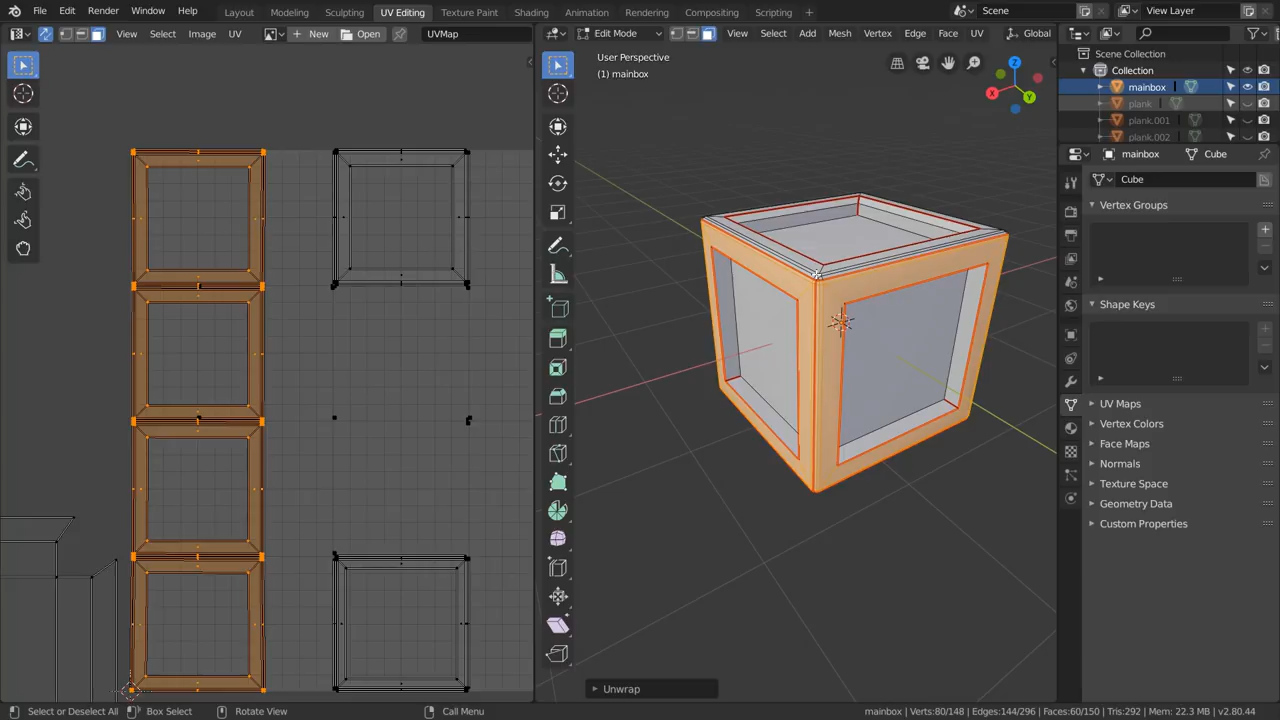 File Edit Render Window Help Layout Modeling Sculpting UV Editing Texture Paint Shading Animation Rendering Compositing Scripting Scene View Layer
View Select Image UV New Open UVMap Edit Mode View Select Add Mesh Vertex Edge Face UV Global
User Perspective
(1) mainbox
Scene Collection
Collection
mainbox
plank
plank.001
plank.002
mainbox Cube
Cube
Vertex Groups
Shape Keys
UV Maps
Vertex Colors
Face Maps
Normals
Texture Space
Geometry Data
Custom Properties
X
Y
Z
Unwrap
Select or Deselect All Box Select Rotate View Call Menu mainbox | Verts:80/148 | Edges:144/296 | Faces:60/150 | Tris:292 | Mem: 22.3 MB | v2.80.44